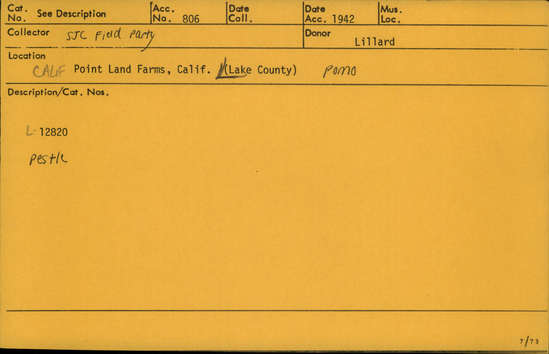 Cat. No. See Description Acc. No. 806 Date Coll. Date Acc. 1942 Mus. Loc.
Collector SJC Field Party Donor Lillard
Location
CALIF Point Land Farms, Calif. (Lake County) Pomo
Description/Cat. Nos.
L-12820
pestle
7/73